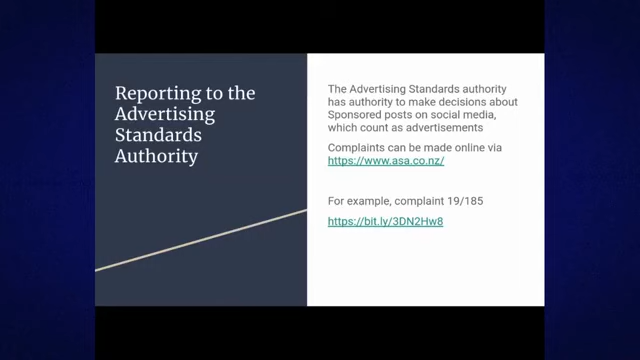 Reporting to the
Advertising
Standards
Authority
The Advertising Standards authority
has authority to make decisions about
Sponsored posts on social media,
which count as advertisements
Complaints can be made online via
https://www.asa.co.nz/
For example, complaint 19/185
https://bit.ly/3DN2Hw8